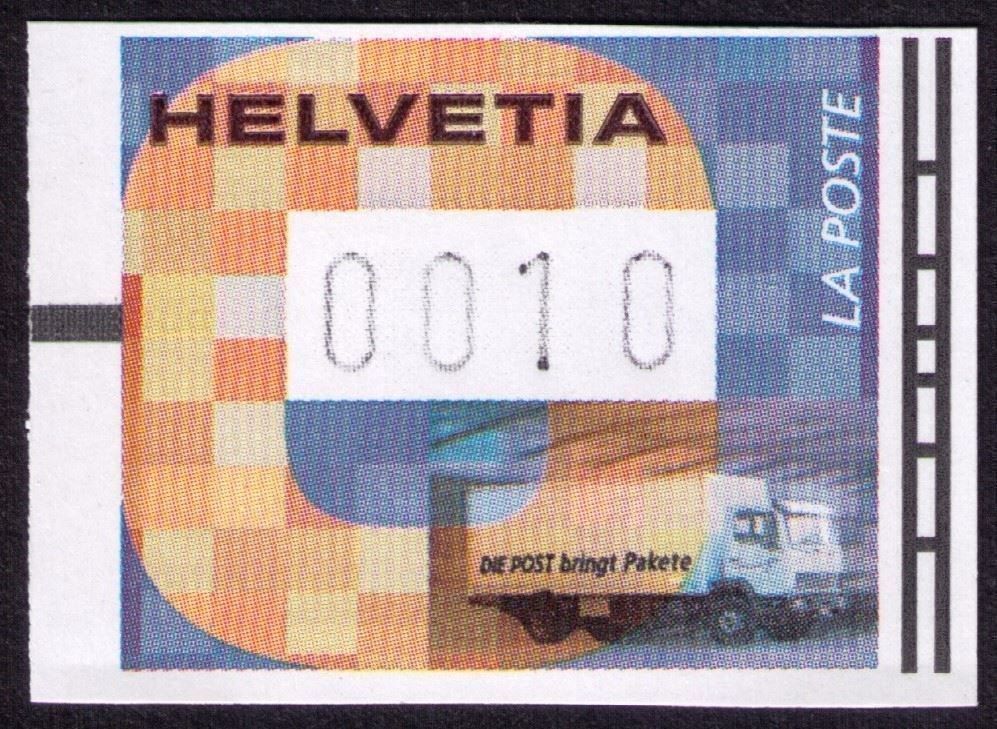 HELVETIA
LA POSTE
0010
DIE POST bringt Pakete